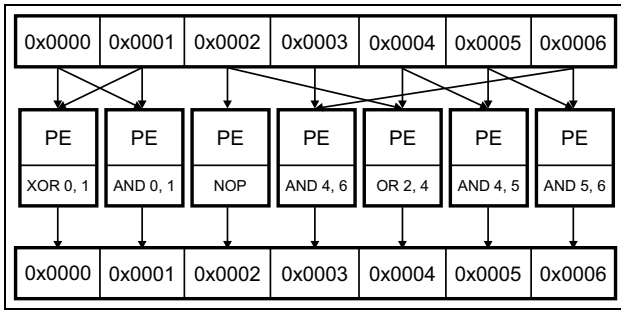 0x0000 0x0001 0x0002 0x0003 0x0004 0x0005 0x0006
PE PE PE PE PE PE PE
XOR 0, 1 AND 0, 1 NOP AND 4, 6 OR 2, 4 AND 4, 5 AND 5, 6
0x0000 0x0001 0x0002 0x0003 0x0004 0x0005 0x0006